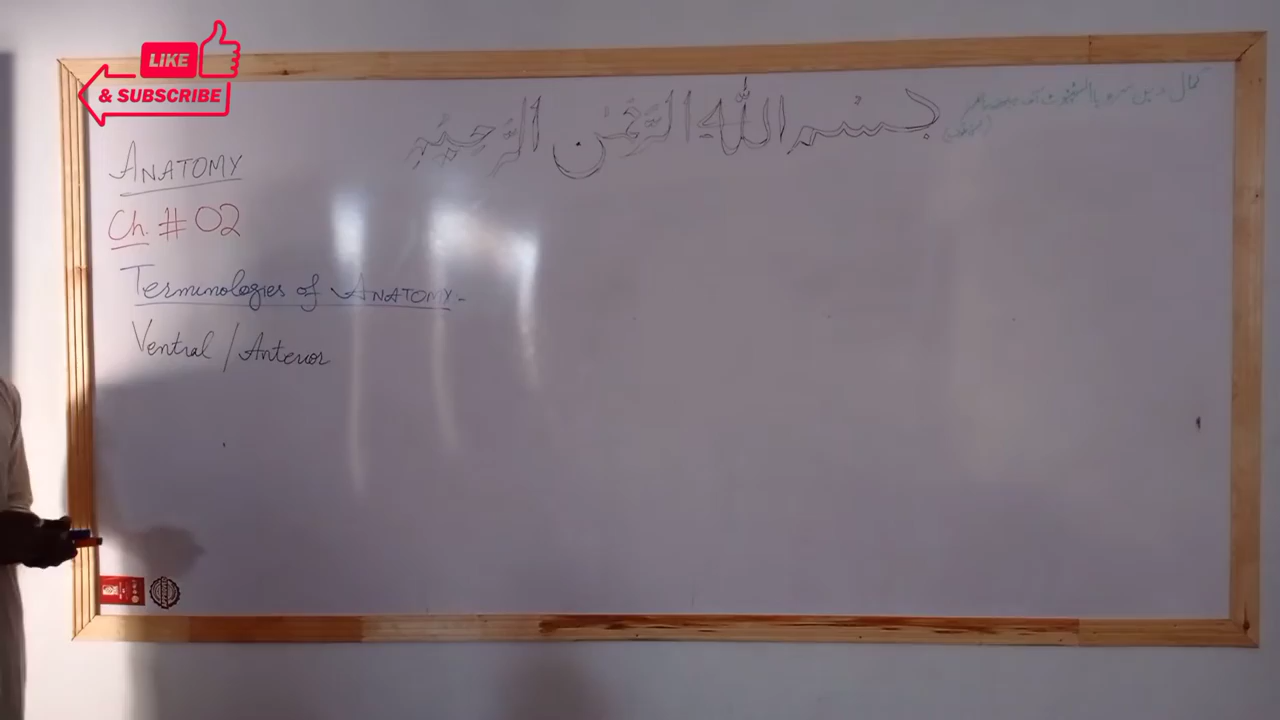 LIKE
& SUBSCRIBE
بسم الله الرحمن الرحيم
ANATOMY
Ch. # 02
Terminologies of ANATOMY-
Ventral / Anterior